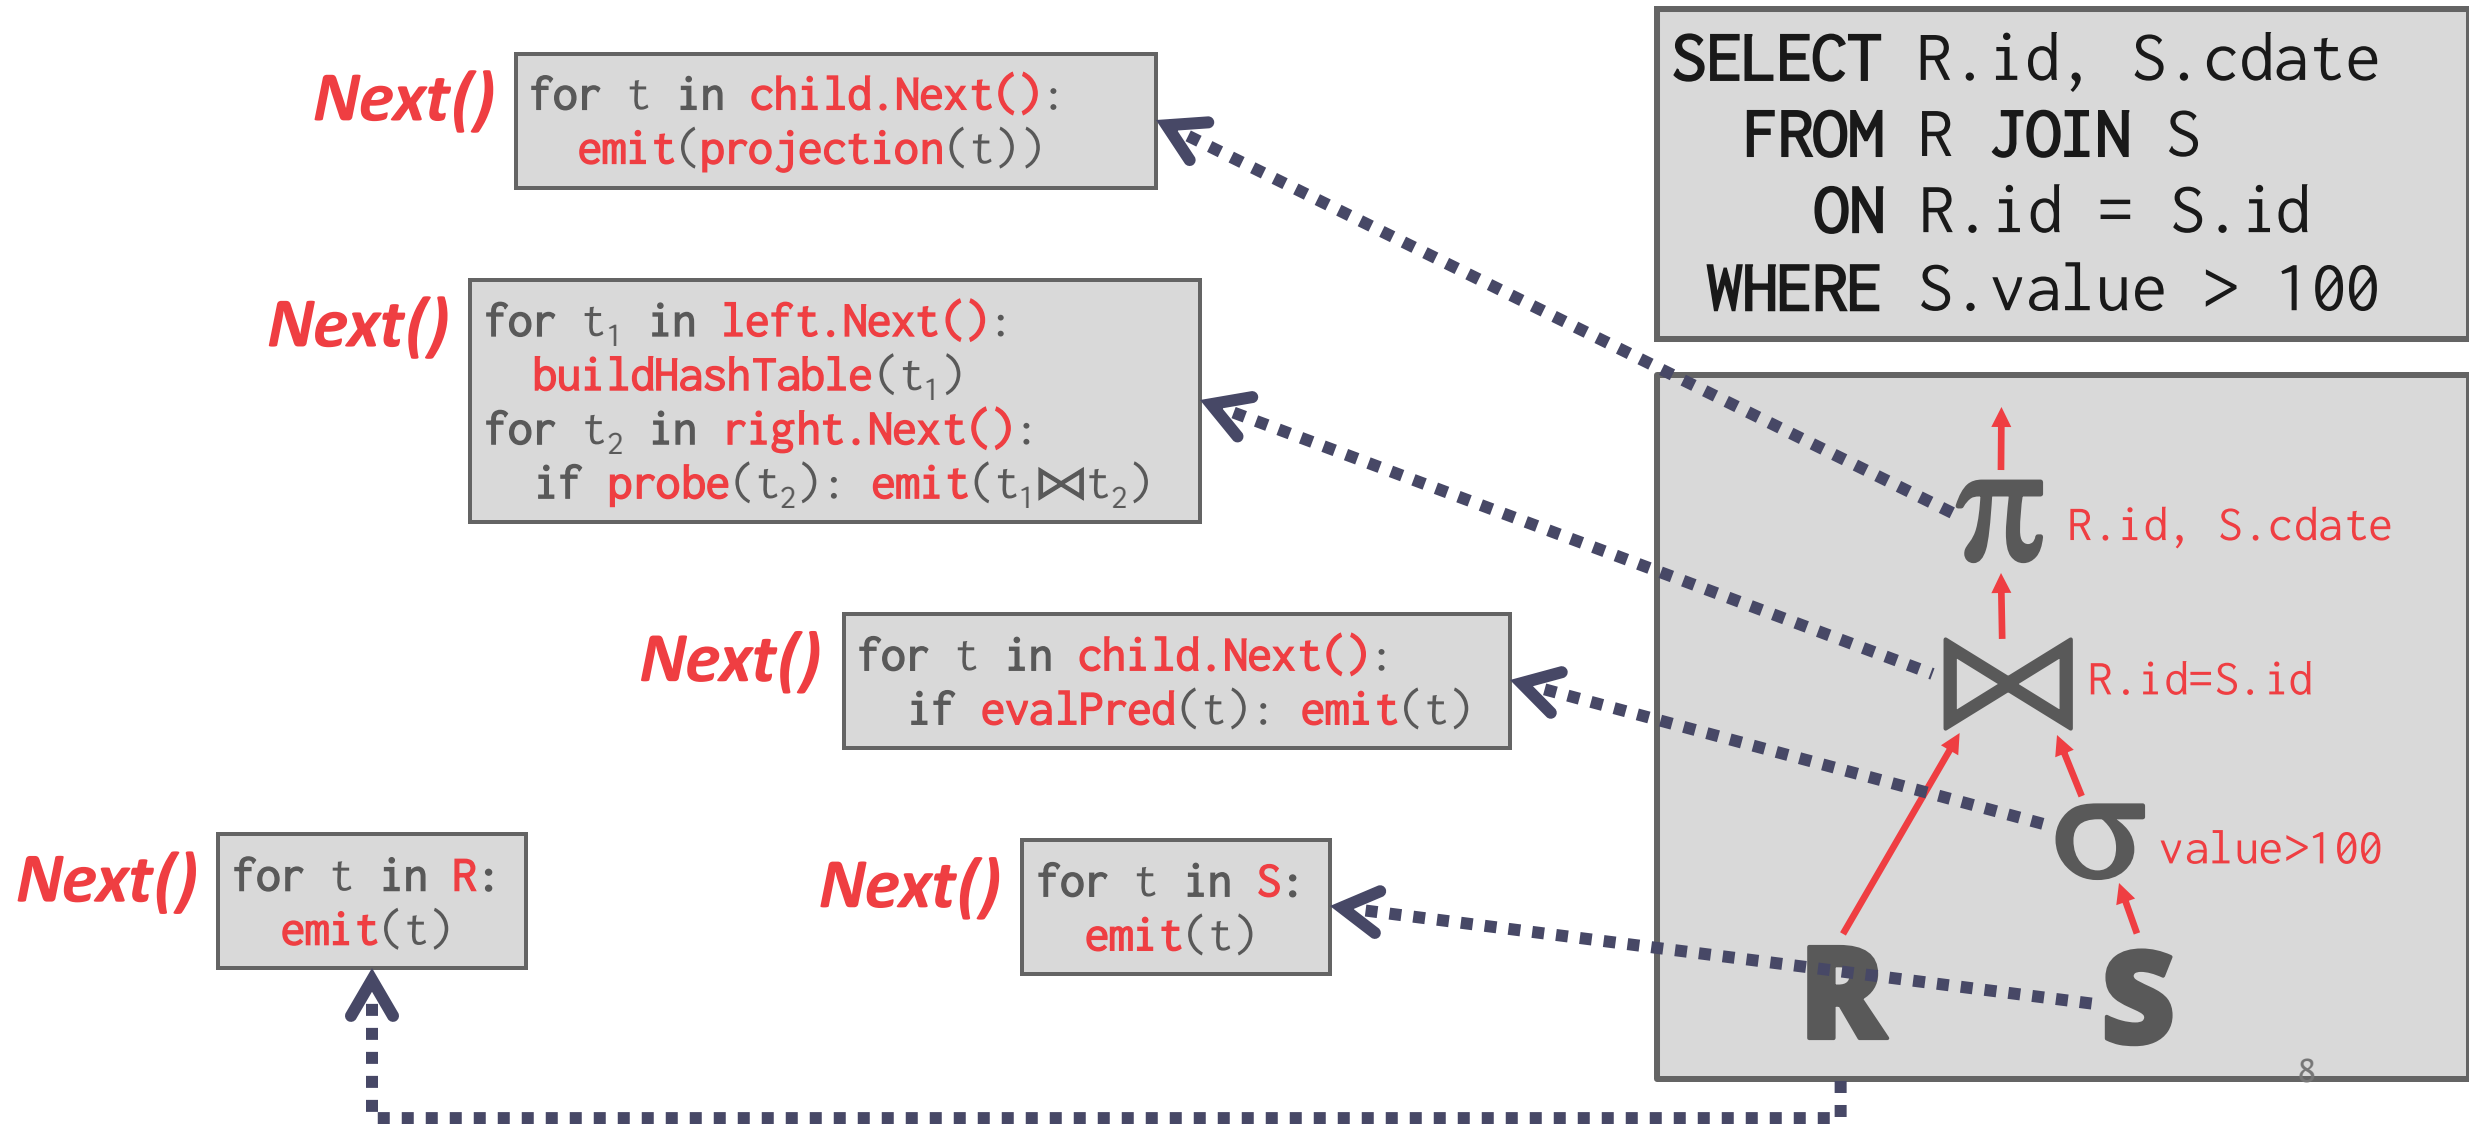 Next()
for t in child.Next():
emit(projection(t))
Next()
for t₁ in left.Next():
buildHashTable(t₁)
for t₂ in right.Next():
if probe(t₂): emit(t₁⋈t₂)
Next()
for t in child.Next():
if evalPred(t): emit(t)
Next()
for t in R:
emit(t)
Next()
for t in S:
emit(t)
SELECT R.id, S.cdate
FROM R JOIN S
ON R.id = S.id
WHERE S.value > 100
π R.id, S.cdate
⋈ R.id=S.id
σ value>100
R S
8